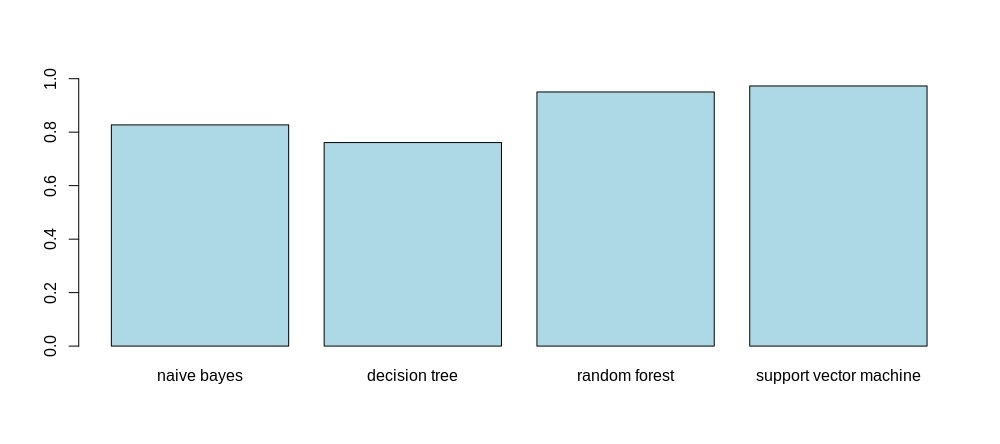 1.0
0.8
0.6
0.4
0.2
0.0
naive bayes
decision tree
random forest
support vector machine